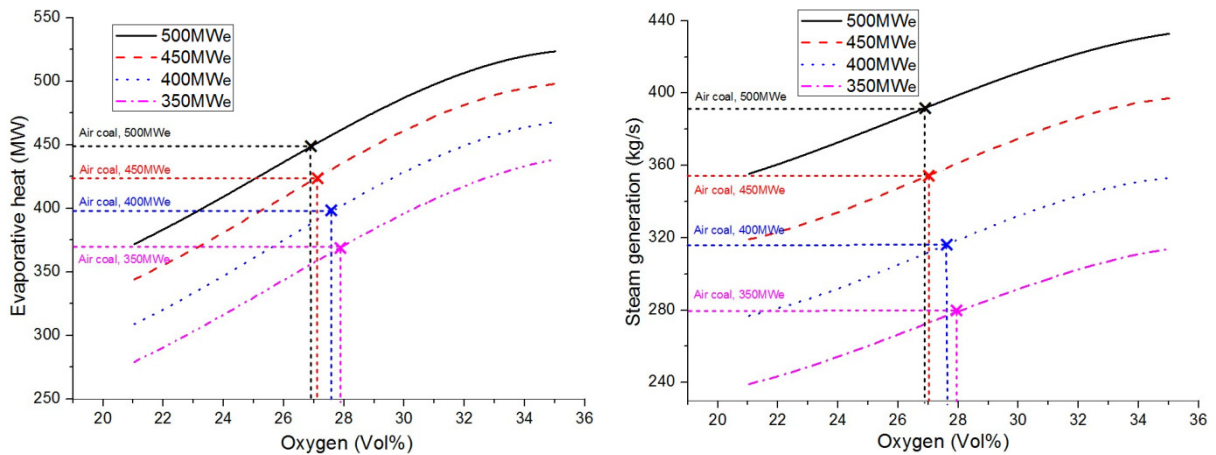 550
500
450
400
350
300
250
Evaporative heat (MW)
500MWe
450MWe
400MWe
350MWe
Air coal, 500MWe
Air coal, 450MWe
Air coal, 400MWe
Air coal, 350MWe
20 22 24 26 28 30 32 34 36
Oxygen (Vol%)
440
400
360
320
280
240
Steam generation (kg/s)
500MWe
450MWe
400MWe
350MWe
Air coal, 500MWe
Air coal, 450MWe
Air coal, 400MWe
Air coal, 350MWe
20 22 24 26 28 30 32 34 36
Oxygen (Vol%)